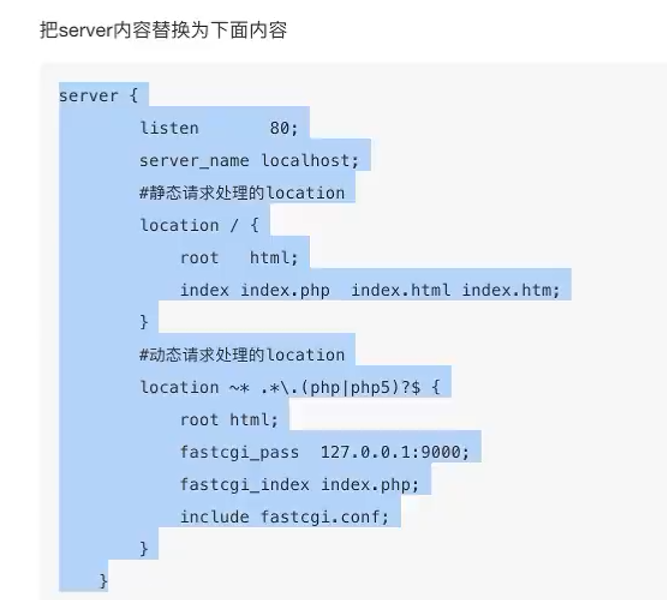 把server内容替换为下面内容
server {
        listen       80;
        server_name localhost;
        #静态请求处理的location
        location / {
            root   html;
            index index.php  index.html index.htm;
        }
        #动态请求处理的location
        location ~* .*\.(php|php5)?$ {
            root html;
            fastcgi_pass  127.0.0.1:9000;
            fastcgi_index index.php;
            include fastcgi.conf;
        }
    }